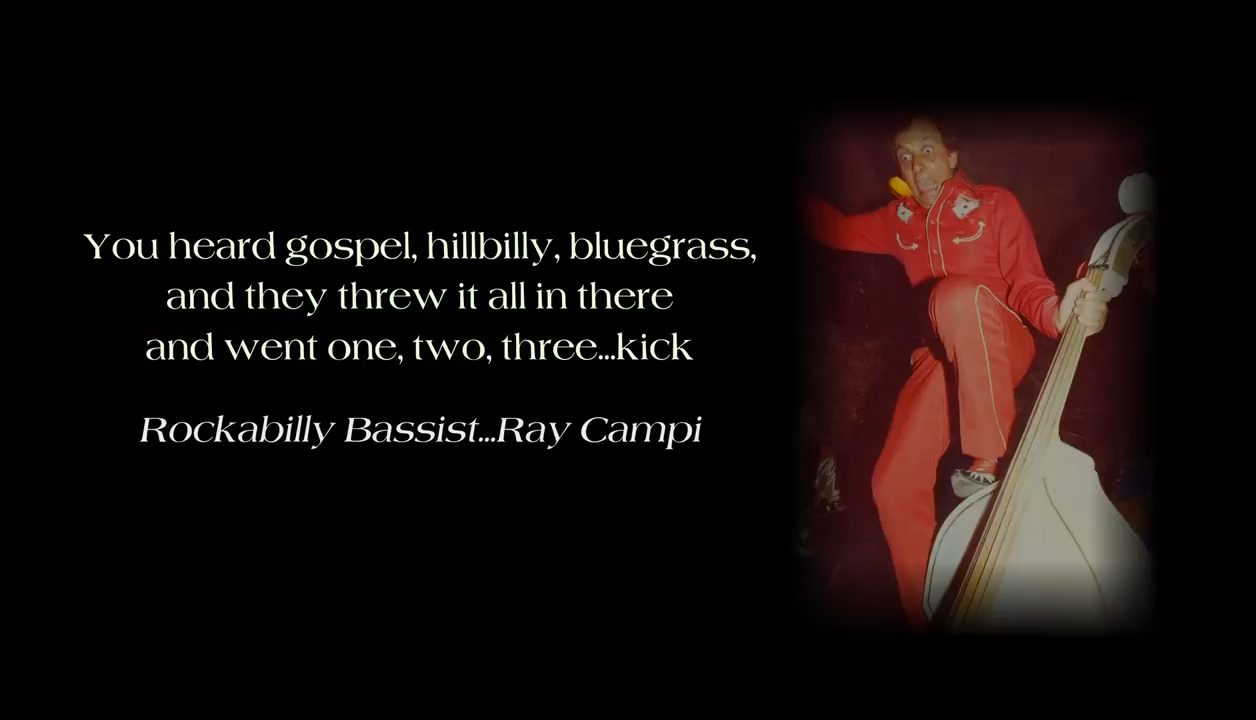 You heard gospel, hillbilly, bluegrass,
and they threw it all in there
and went one, two, three...kick
Rockabilly Bassist...Ray Campi